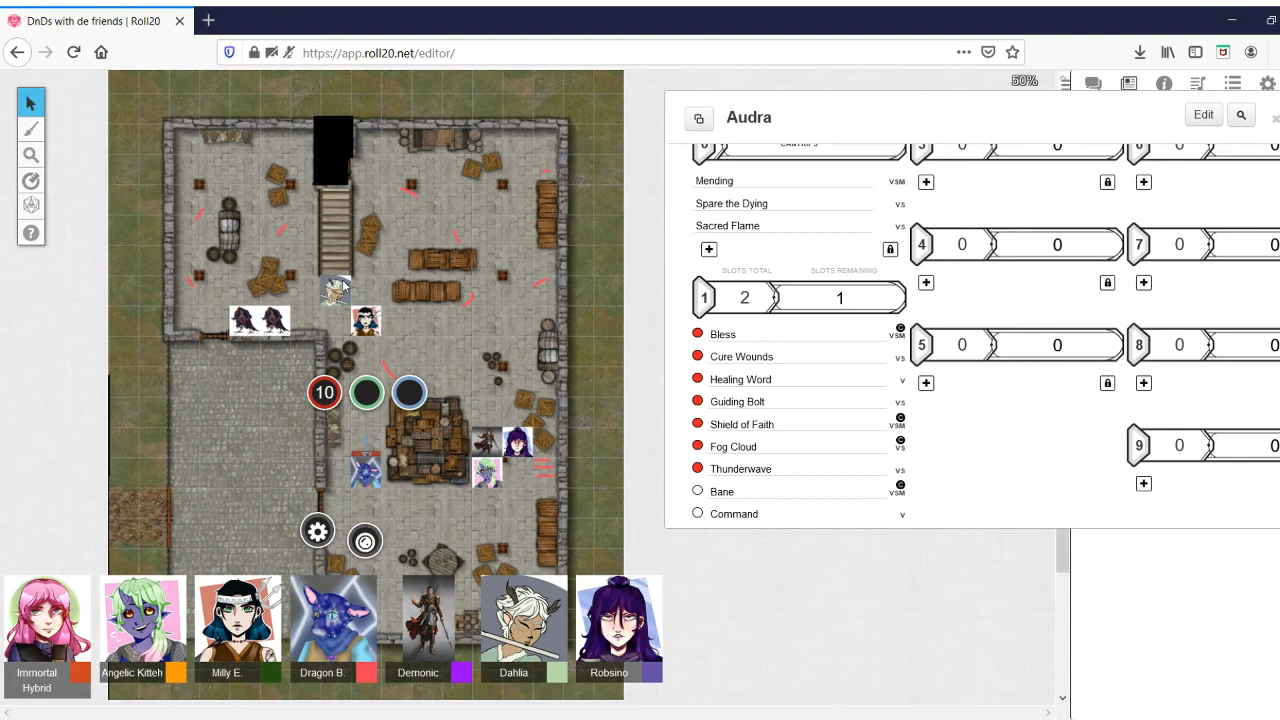 DnDs with de friends | Roll20
https://app.roll20.net/editor/
50%
Audra
Edit
0
0
0
Mending
VSM
Spare the Dying
VS
Sacred Flame
VS
4
0
0
7
0
0
SLOTS TOTAL
SLOTS REMAINING
1
2
1
Bless
C
VSM
5
0
0
8
0
0
Cure Wounds
VS
Healing Word
V
Guiding Bolt
VS
10
Shield of Faith
C
VSM
Fog Cloud
C
VS
9
0
0
Thunderwave
VS
Bane
C
VSM
Command
V
Immortal
Hybrid
Angelic Kitteh
Milly E.
Dragon B.
Demonic
Dahlia
Robsino